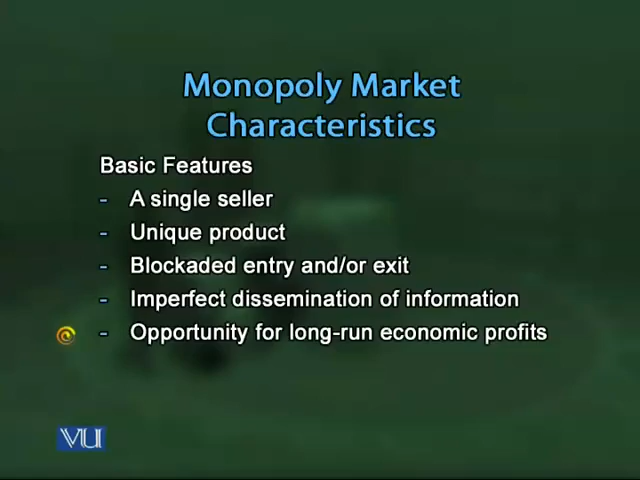 Monopoly Market
Characteristics
Basic Features
- A single seller
- Unique product
- Blockaded entry and/or exit
- Imperfect dissemination of information
- Opportunity for long-run economic profits
VU